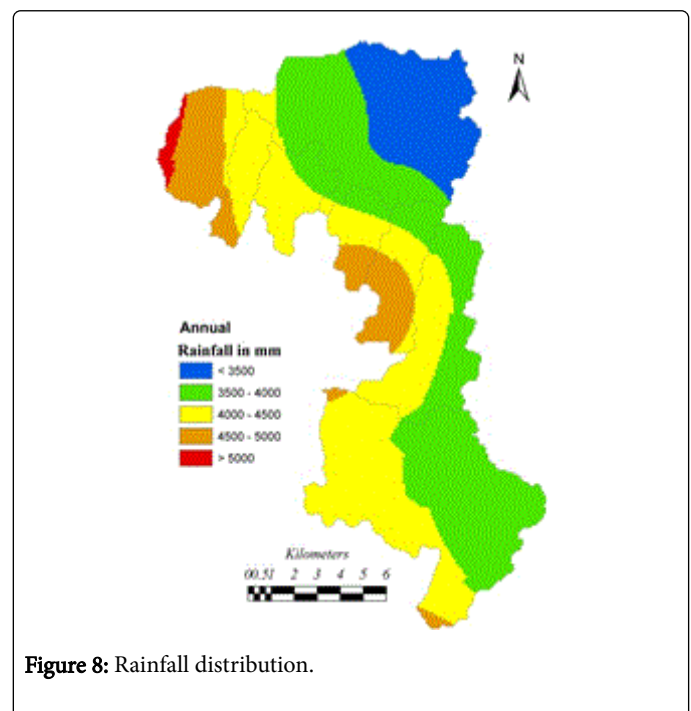 N
Annual
Rainfall in mm
< 3500
3500 - 4000
4000 - 4500
4500 - 5000
> 5000
Kilometers
00.51 2 3 4 5 6
Figure 8: Rainfall distribution.